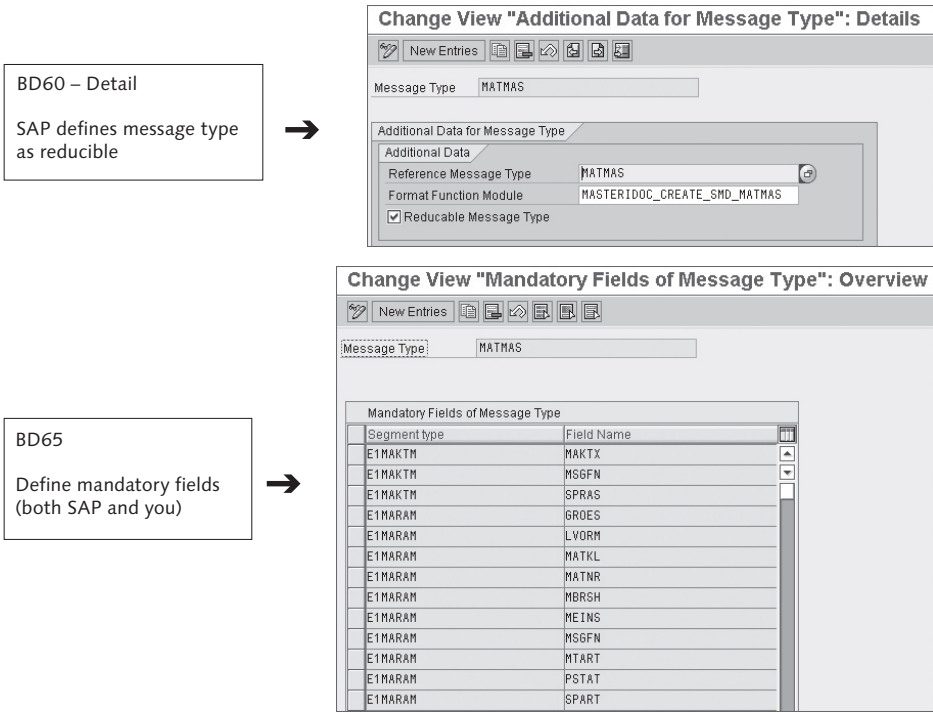 Change View "Additional Data for Message Type": Details
New Entries
BD60 – Detail
SAP defines message type
as reducible
Message Type MATMAS
Additional Data for Message Type
Additional Data
Reference Message Type MATMAS
Format Function Module MASTERIDOC_CREATE_SMD_MATMAS
Reducable Message Type
Change View "Mandatory Fields of Message Type": Overview
New Entries
Message Type MATMAS
BD65
Define mandatory fields
(both SAP and you)
Mandatory Fields of Message Type
Segment type Field Name
E1MAKTM MAKTX
E1MAKTM MSGFN
E1MAKTM SPRAS
E1MARAM GROES
E1MARAM LVORM
E1MARAM MATKL
E1MARAM MATNR
E1MARAM MBRSH
E1MARAM MEINS
E1MARAM MSGFN
E1MARAM MTART
E1MARAM PSTAT
E1MARAM SPART